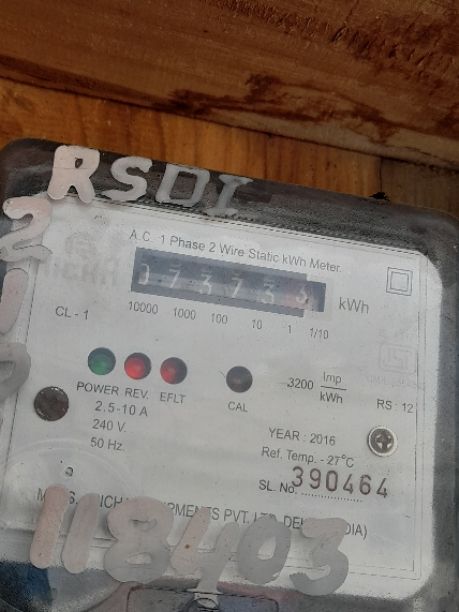 RSDI
2
A.C. 1 Phase 2 Wire Static kWh Meter
07373
kWh
CL - 1
10000 1000 100 10 1 1/10
POWER REV. EFLT
CAL
3200 Imp
kWh
RS : 12
2.5-10 A
240 V.
50 Hz.
YEAR : 2016
Ref. Temp. - 27°C
SL. No. 390464
PVT. LTD.
118403